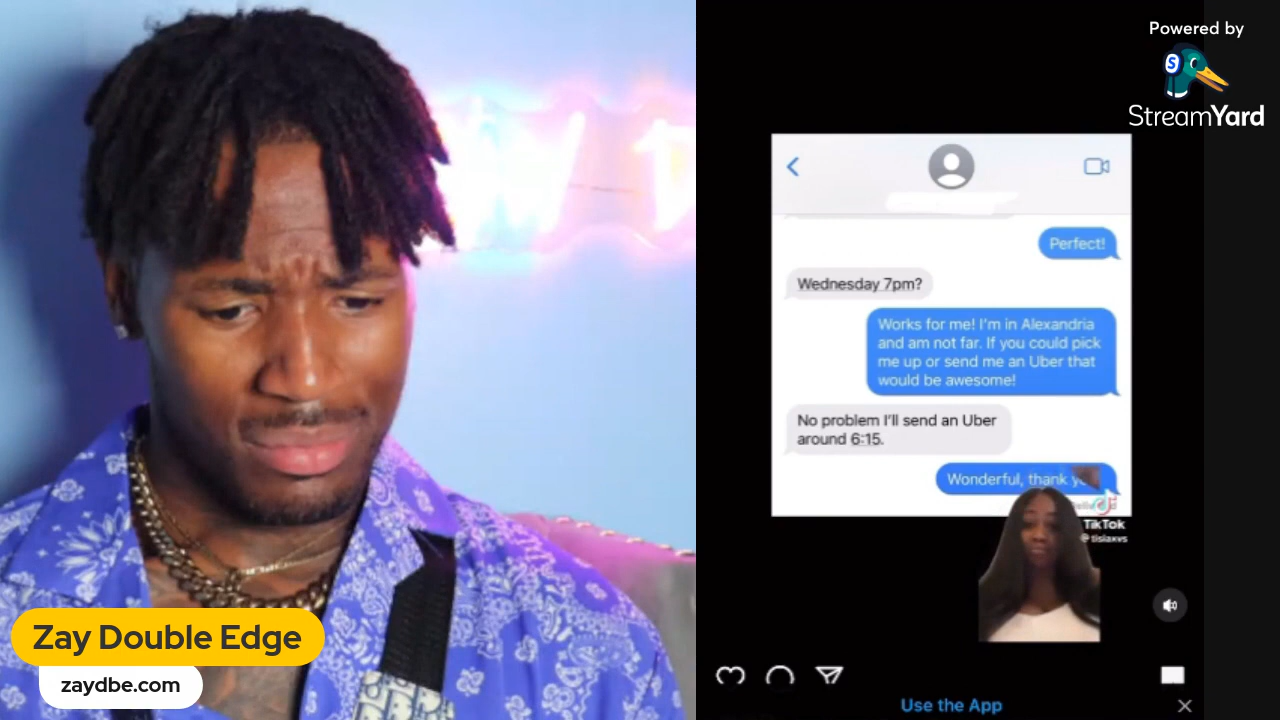 Powered by
StreamYard
Perfect!
Wednesday 7pm?
Works for me! I'm in Alexandria
and am not far. If you could pick
me up or send me an Uber that
would be awesome!
No problem I'll send an Uber
around 6:15.
Wonderful, thank
TikTok
Zay Double Edge
zaydbe.com
Use the App